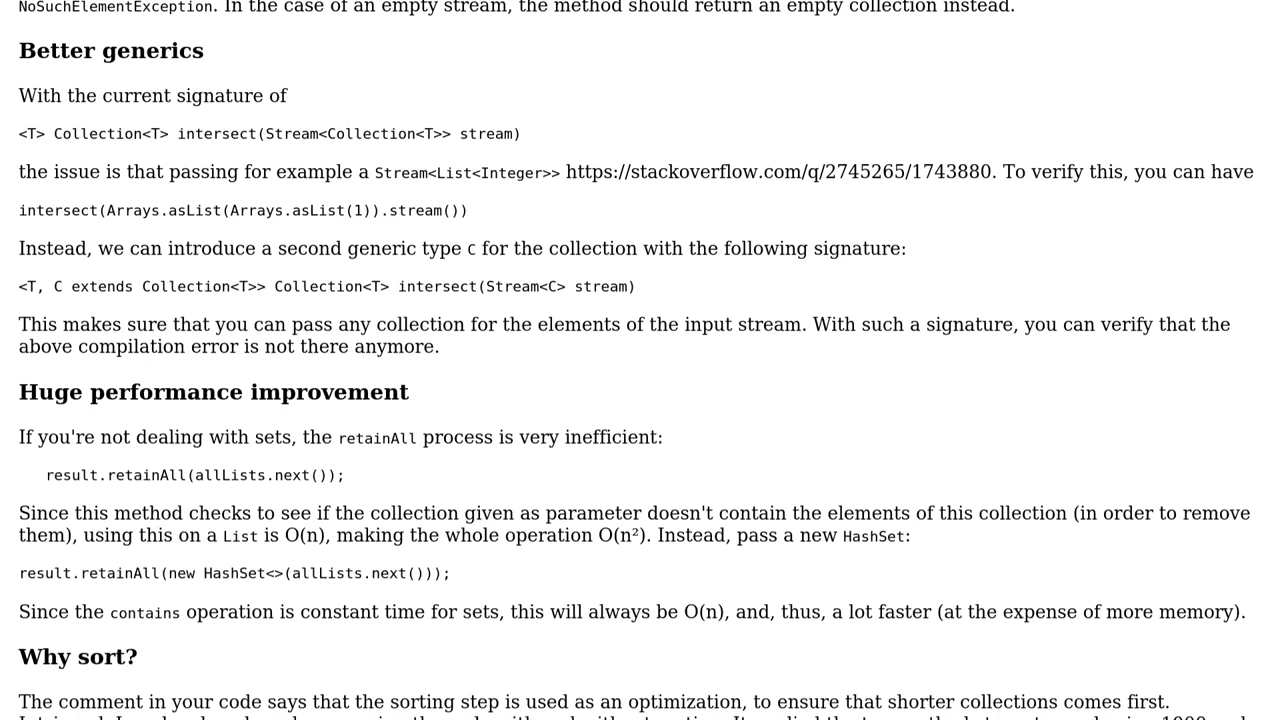 NoSuchElementException. In the case of an empty stream, the method should return an empty collection instead.
Better generics
With the current signature of
<T> Collection<T> intersect(Stream<Collection<T>> stream)
the issue is that passing for example a Stream<List<Integer>> https://stackoverflow.com/q/2745265/1743880. To verify this, you can have
intersect(Arrays.asList(Arrays.asList(1)).stream())
Instead, we can introduce a second generic type C for the collection with the following signature:
<T, C extends Collection<T>> Collection<T> intersect(Stream<C> stream)
This makes sure that you can pass any collection for the elements of the input stream. With such a signature, you can verify that the
above compilation error is not there anymore.
Huge performance improvement
If you're not dealing with sets, the retainAll process is very inefficient:
result.retainAll(allLists.next());
Since this method checks to see if the collection given as parameter doesn't contain the elements of this collection (in order to remove
them), using this on a List is O(n), making the whole operation O(n²). Instead, pass a new HashSet:
result.retainAll(new HashSet<>(allLists.next()));
Since the contains operation is constant time for sets, this will always be O(n), and, thus, a lot faster (at the expense of more memory).
Why sort?
The comment in your code says that the sorting step is used as an optimization, to ensure that shorter collections comes first.